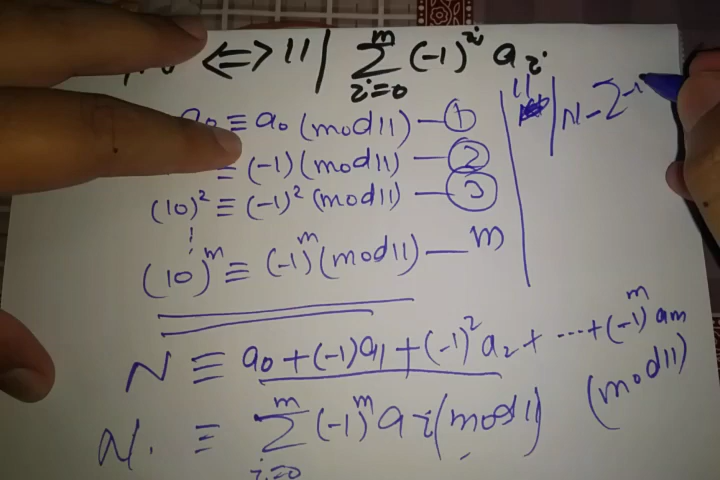 ⟺ 11 | ∑_{i=0}^{m} (-1)^{i} a_i
≡ a₀ (mod 11) — ①
≡ (-1) (mod 11) — ②
(10)² ≡ (-1)² (mod 11) — ③
⋮
(10)^m ≡ (-1)^m (mod 11) — m
11 | N - ∑
N ≡ a₀ + (-1)a₁ + (-1)² a₂ + ... + (-1)^m a_m
(mod 11)
N ≡ ∑_{i=0}^{m} (-1)^m a_i (mod 11)